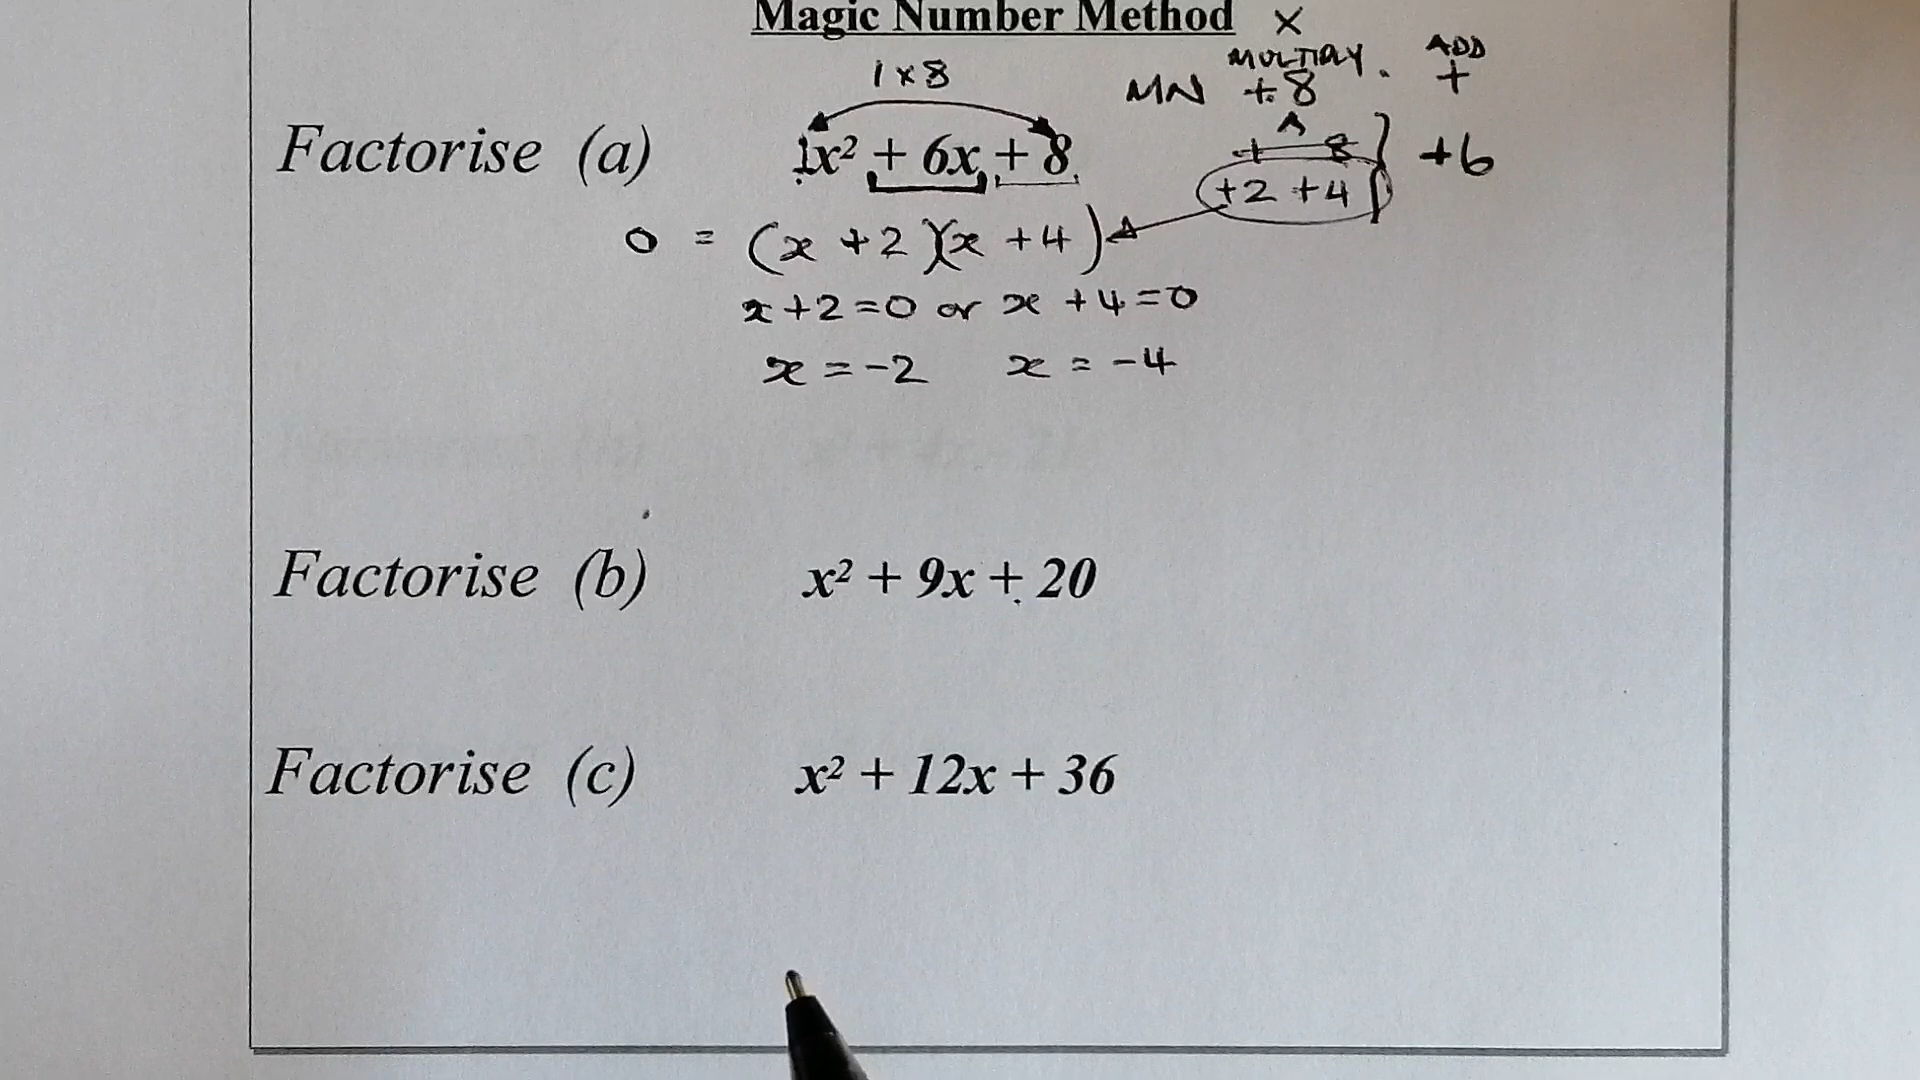 Magic Number Method ×
MULTIPLY. ADD
1 × 8 MN +8 +
Factorise (a) 1x² + 6x + 8 +6
+2 +4
0 = (x +2)(x +4)
x+2=0 or x +4=0
x = -2 x = -4
Factorise (b) x² + 9x + 20
Factorise (c) x² + 12x + 36